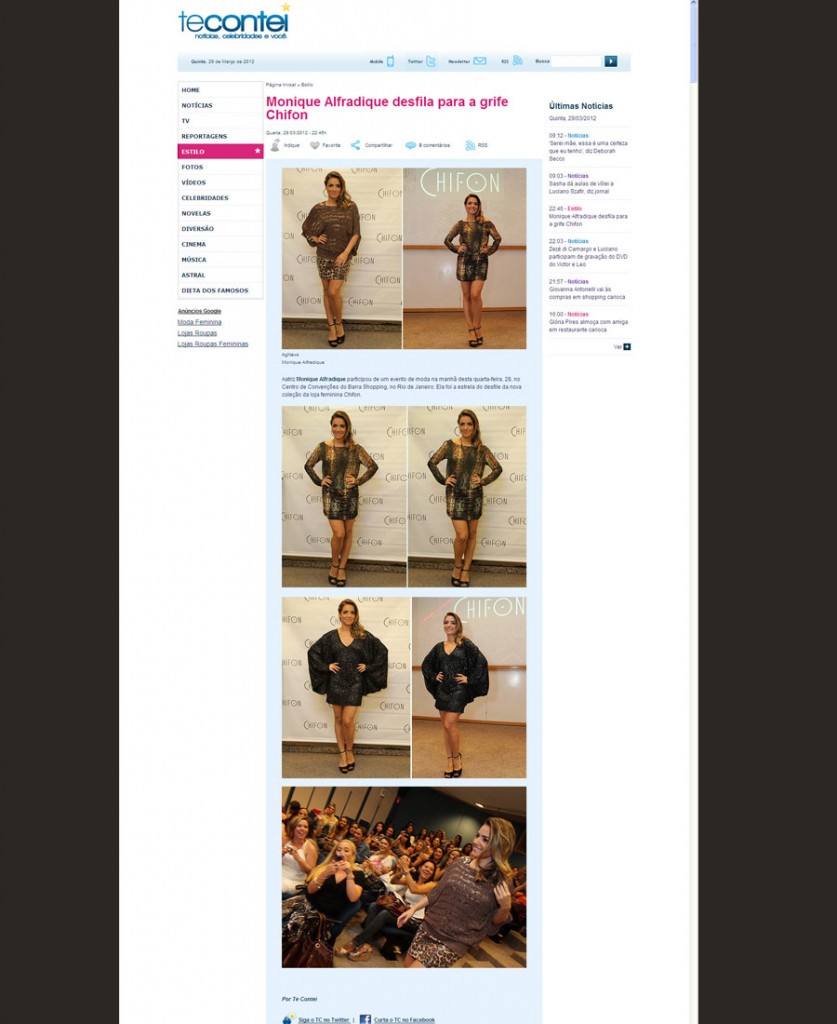 tecontei
notícias, celebridades e você.
Quinta, 29 de Março de 2012
Mobile
Twitter
Newsletter
RSS
Busca
HOME
NOTÍCIAS
TV
REPORTAGENS
ESTILO
FOTOS
VÍDEOS
CELEBRIDADES
NOVELAS
DIVERSÃO
CINEMA
MÚSICA
ASTRAL
DIETA DOS FAMOSOS
Anúncios Google
Moda Feminina
Lojas Roupas
Lojas Roupas Femininas
Página Inicial » Estilo
Monique Alfradique desfila para a grife
Chifon
Indique
Favorita
Compartilhar
8 comentários
RSS
CHIFON
AgNews
Monique Alfradique
Aatriz Monique Alfradique participou de um evento de moda na manhã desta quarta-feira, 28, no
Centro de Convenções do Barra Shopping, no Rio de Janeiro. Ela foi a estrela do desfile da nova
coleção da loja feminina Chifon.
CHIFON
CHIFON
CHIFON
CHIFON
Por Te Contei
Siga o TC no Twitter | Curta o TC no Facebook
Últimas Notícias
Quinta, 29/03/2012
09:12 - Notícias
'Serei mãe, essa é uma certeza
que eu tenho', diz Deborah
Secco
09:03 - Notícias
Sasha dá aulas de vôlei a
Luciano Szafir, diz jornal
22:46 - Estilo
Monique Alfradique desfila para
a grife Chifon
22:03 - Notícias
Zezé di Camargo e Luciano
participam de gravação do DVD
do Victor e Leo
21:57 - Notícias
Giovanna Antonelli vai às
compras em shopping carioca
16:00 - Notícias
Glória Pires almoça com amiga
em restaurante carioca
Ver +